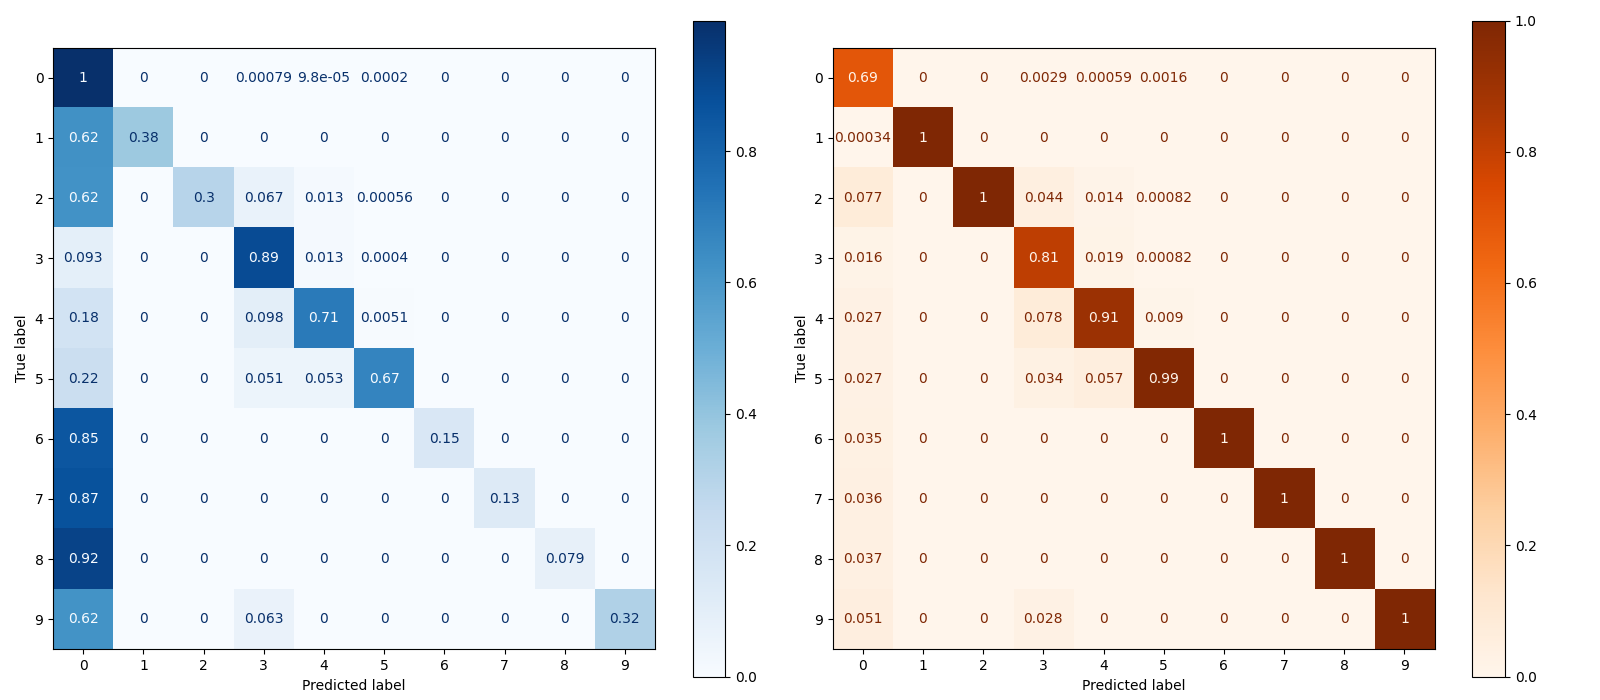 0 1 0 0 0.00079 9.8e-05 0.0002 0 0 0 0
1 0.62 0.38 0 0 0 0 0 0 0 0
2 0.62 0 0.3 0.067 0.013 0.00056 0 0 0 0
3 0.093 0 0 0.89 0.013 0.0004 0 0 0 0
4 0.18 0 0 0.098 0.71 0.0051 0 0 0 0
5 0.22 0 0 0.051 0.053 0.67 0 0 0 0
6 0.85 0 0 0 0 0 0.15 0 0 0
7 0.87 0 0 0 0 0 0 0.13 0 0
8 0.92 0 0 0 0 0 0 0 0.079 0
9 0.62 0 0 0.063 0 0 0 0 0 0.32
0 1 2 3 4 5 6 7 8 9
Predicted label
True label
0.8
0.6
0.4
0.2
0.0
0 0.69 0 0 0.0029 0.00059 0.0016 0 0 0 0
1 0.00034 1 0 0 0 0 0 0 0 0
2 0.077 0 1 0.044 0.014 0.00082 0 0 0 0
3 0.016 0 0 0.81 0.019 0.00082 0 0 0 0
4 0.027 0 0 0.078 0.91 0.009 0 0 0 0
5 0.027 0 0 0.034 0.057 0.99 0 0 0 0
6 0.035 0 0 0 0 0 1 0 0 0
7 0.036 0 0 0 0 0 0 1 0 0
8 0.037 0 0 0 0 0 0 0 1 0
9 0.051 0 0 0.028 0 0 0 0 0 1
0 1 2 3 4 5 6 7 8 9
Predicted label
True label
1.0
0.8
0.6
0.4
0.2
0.0